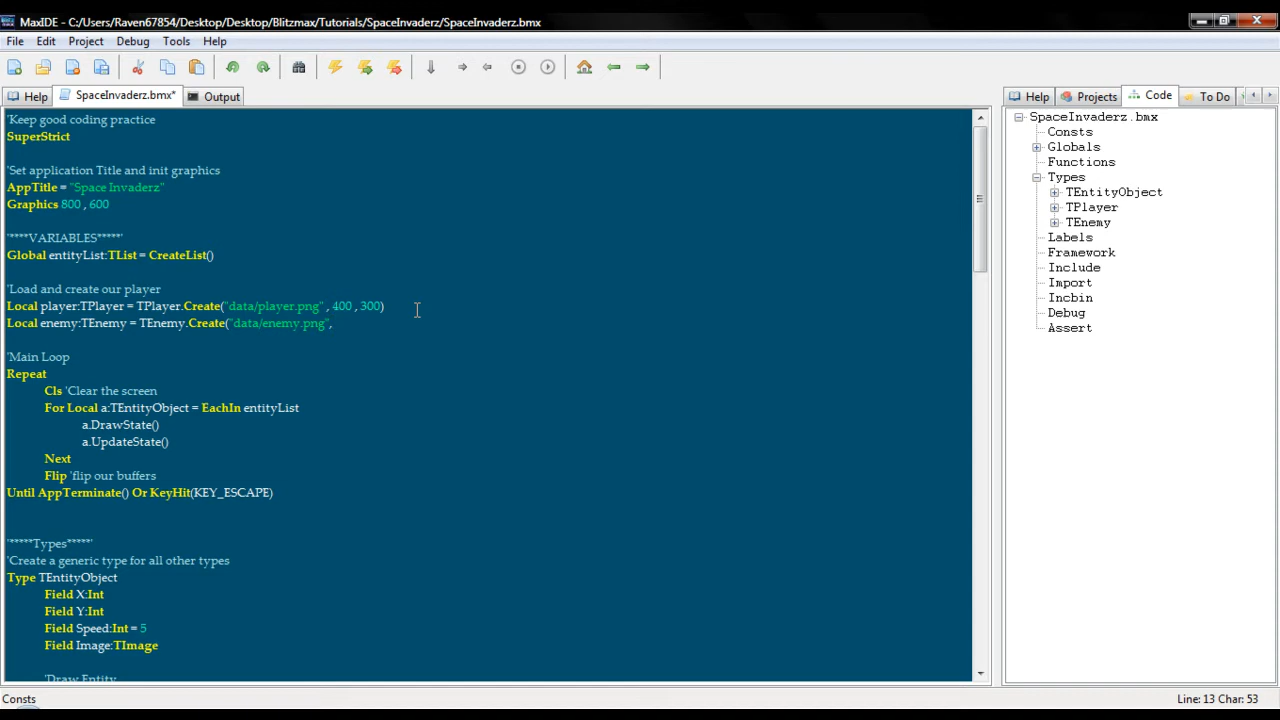 MaxIDE - C:/Users/Raven67854/Desktop/Desktop/Blitzmax/Tutorials/SpaceInvaderz/SpaceInvaderz.bmx
File Edit Project Debug Tools Help
Help SpaceInvaderz.bmx* Output
'Keep good coding practice
SuperStrict
'Set application Title and init graphics
AppTitle = "Space Invaderz"
Graphics 800 , 600
'****VARIABLES*****'
Global entityList:TList = CreateList()
'Load and create our player
Local player:TPlayer = TPlayer.Create("data/player.png" , 400 , 300)
Local enemy:TEnemy = TEnemy.Create("data/enemy.png",
'Main Loop
Repeat
Cls 'Clear the screen
For Local a:TEntityObject = EachIn entityList
a.DrawState()
a.UpdateState()
Next
Flip 'flip our buffers
Until AppTerminate() Or KeyHit(KEY_ESCAPE)
'*****Types*****'
'Create a generic type for all other types
Type TEntityObject
Field X:Int
Field Y:Int
Field Speed:Int = 5
Field Image:TImage
'Draw Entity
Help Projects Code To Do
SpaceInvaderz.bmx
Consts
Globals
Functions
Types
TEntityObject
TPlayer
TEnemy
Labels
Framework
Include
Import
Incbin
Debug
Assert
Consts
Line: 13 Char: 53